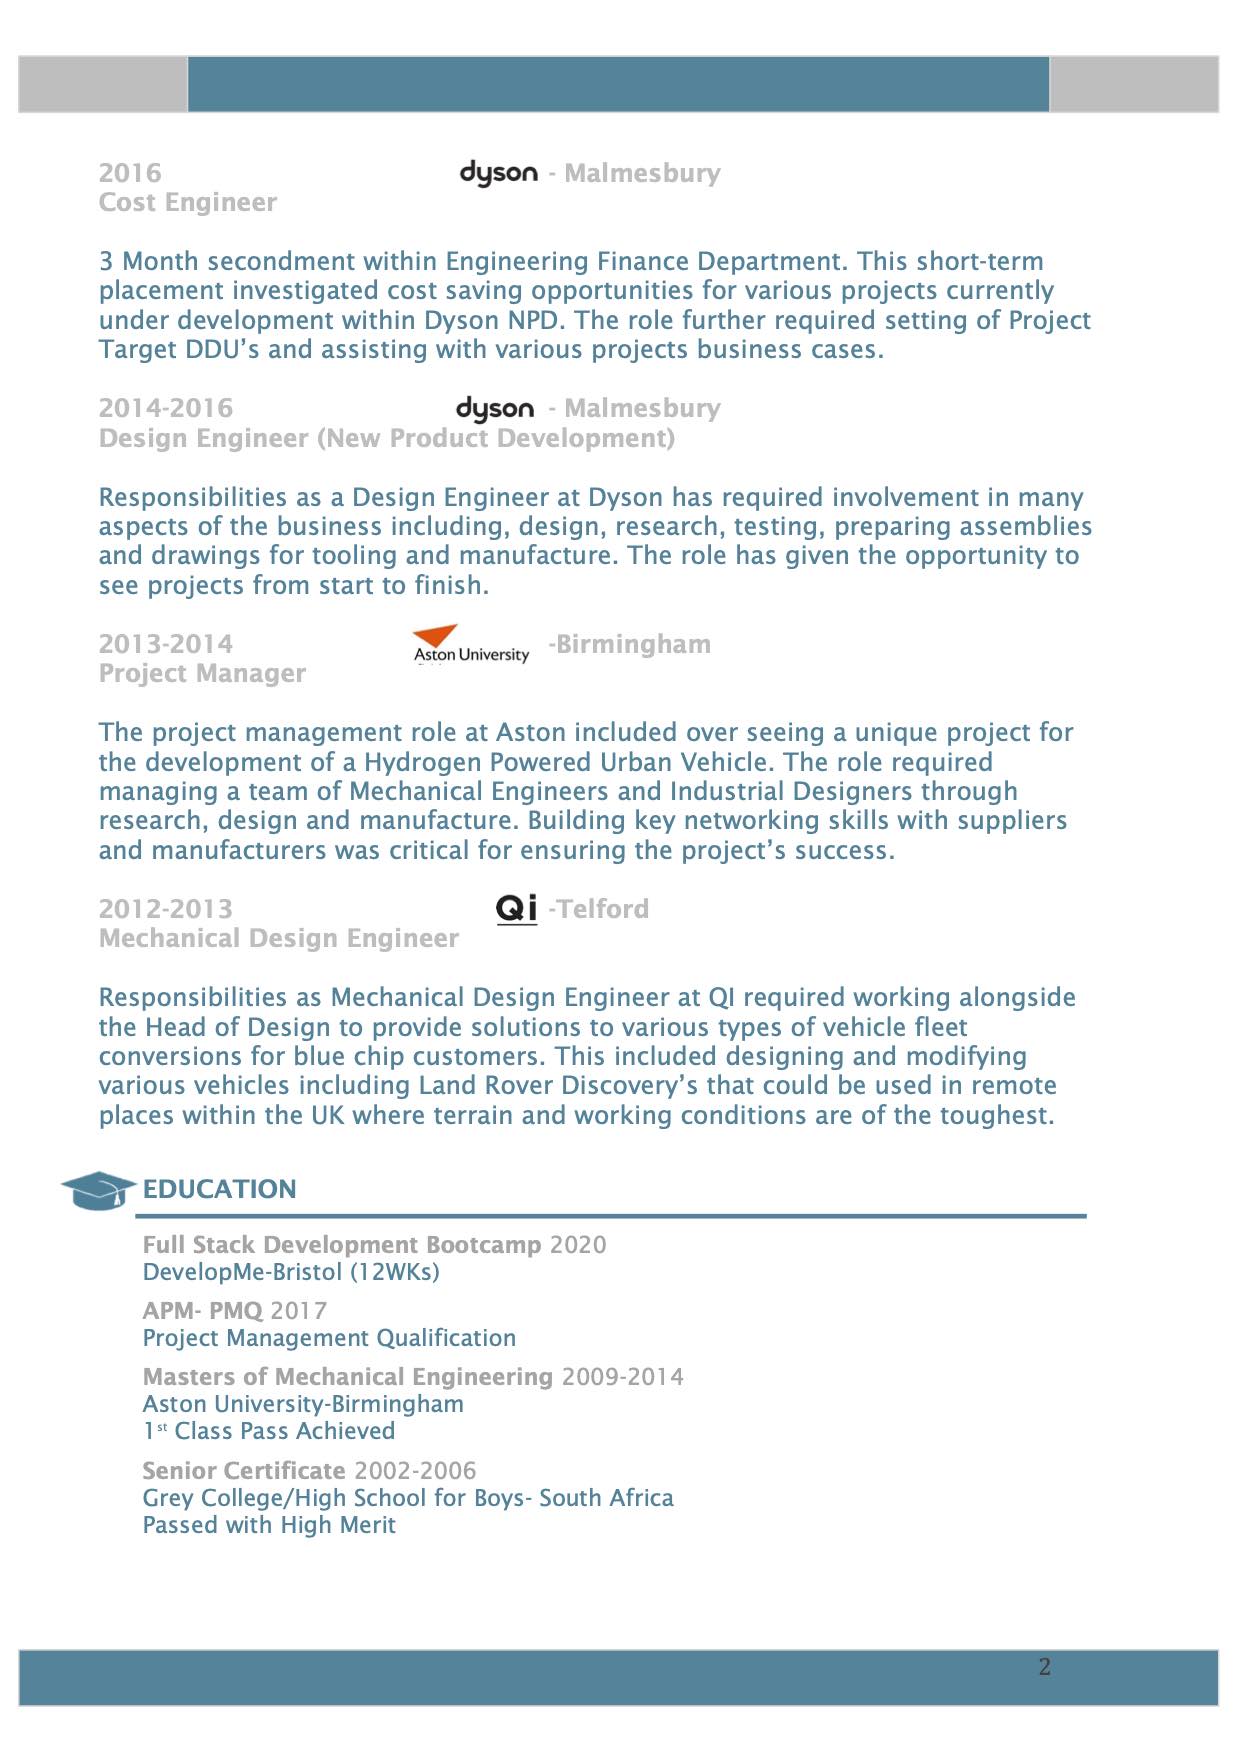 2016 dyson - Malmesbury
Cost Engineer
3 Month secondment within Engineering Finance Department. This short-term
placement investigated cost saving opportunities for various projects currently
under development within Dyson NPD. The role further required setting of Project
Target DDU’s and assisting with various projects business cases.
2014-2016 dyson - Malmesbury
Design Engineer (New Product Development)
Responsibilities as a Design Engineer at Dyson has required involvement in many
aspects of the business including, design, research, testing, preparing assemblies
and drawings for tooling and manufacture. The role has given the opportunity to
see projects from start to finish.
2013-2014 Aston University -Birmingham
Project Manager
The project management role at Aston included over seeing a unique project for
the development of a Hydrogen Powered Urban Vehicle. The role required
managing a team of Mechanical Engineers and Industrial Designers through
research, design and manufacture. Building key networking skills with suppliers
and manufacturers was critical for ensuring the project’s success.
2012-2013 Qi -Telford
Mechanical Design Engineer
Responsibilities as Mechanical Design Engineer at QI required working alongside
the Head of Design to provide solutions to various types of vehicle fleet
conversions for blue chip customers. This included designing and modifying
various vehicles including Land Rover Discovery’s that could be used in remote
places within the UK where terrain and working conditions are of the toughest.
EDUCATION
Full Stack Development Bootcamp 2020
DevelopMe-Bristol (12WKs)
APM- PMQ 2017
Project Management Qualification
Masters of Mechanical Engineering 2009-2014
Aston University-Birmingham
1st Class Pass Achieved
Senior Certificate 2002-2006
Grey College/High School for Boys- South Africa
Passed with High Merit
2